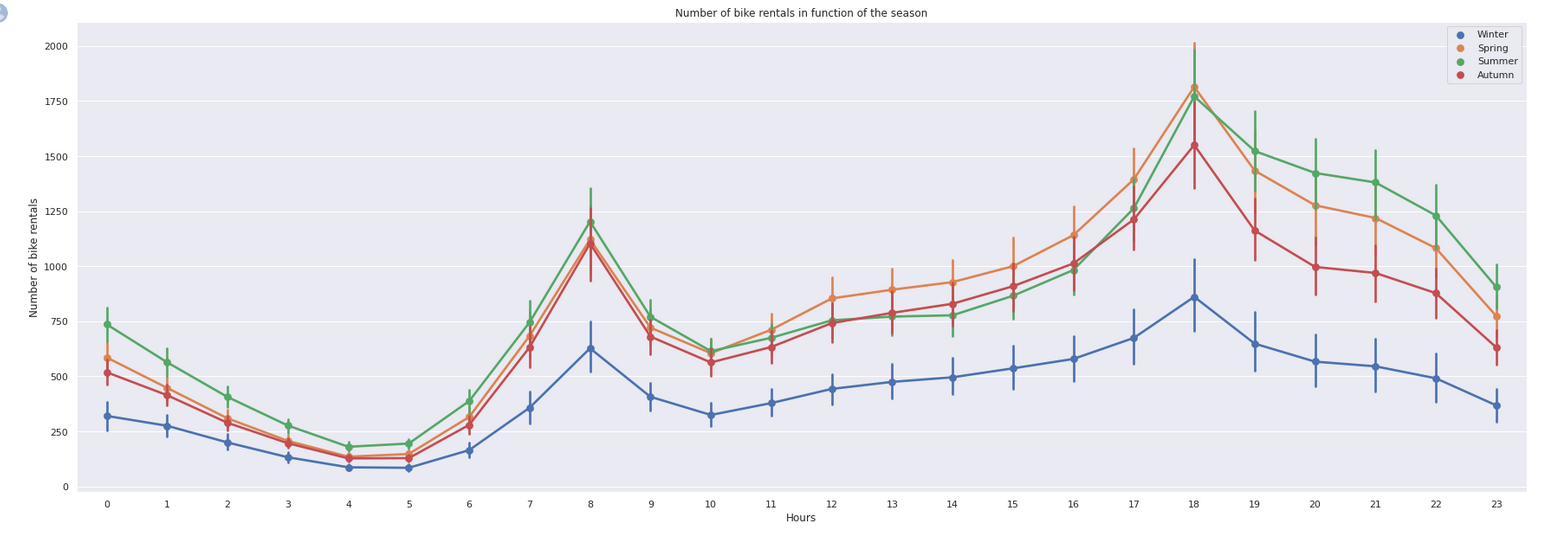 Number of bike rentals in function of the season
Winter
Spring
Summer
Autumn
Number of bike rentals
2000
1750
1500
1250
1000
750
500
250
0
0 1 2 3 4 5 6 7 8 9 10 11 12 13 14 15 16 17 18 19 20 21 22 23
Hours